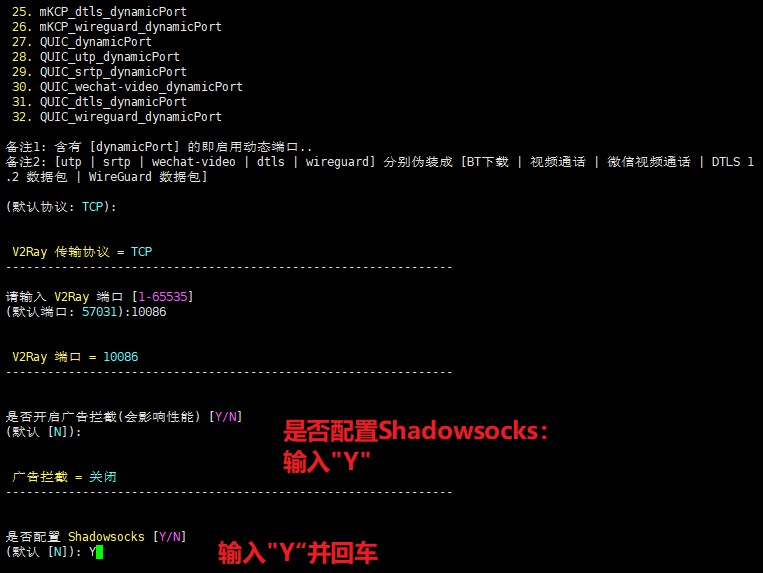 25. mKCP_dtls_dynamicPort
26. mKCP_wireguard_dynamicPort
27. QUIC_dynamicPort
28. QUIC_utp_dynamicPort
29. QUIC_srtp_dynamicPort
30. QUIC_wechat-video_dynamicPort
31. QUIC_dtls_dynamicPort
32. QUIC_wireguard_dynamicPort
备注1: 含有 [dynamicPort] 的即启用动态端口..
备注2: [utp | srtp | wechat-video | dtls | wireguard] 分别伪装成 [BT下载 | 视频通话 | 微信视频通话 | DTLS 1
.2 数据包 | WireGuard 数据包]
(默认协议: TCP):
V2Ray 传输协议 = TCP
----------------------------------------------------------------
请输入 V2Ray 端口 [1-65535]
(默认端口: 57031):10086
V2Ray 端口 = 10086
----------------------------------------------------------------
是否开启广告拦截(会影响性能) [Y/N]
(默认 [N]):
是否配置Shadowsocks：
输入"Y"
广告拦截 = 关闭
----------------------------------------------------------------
是否配置 Shadowsocks [Y/N]
(默认 [N]): Y
输入"Y“并回车